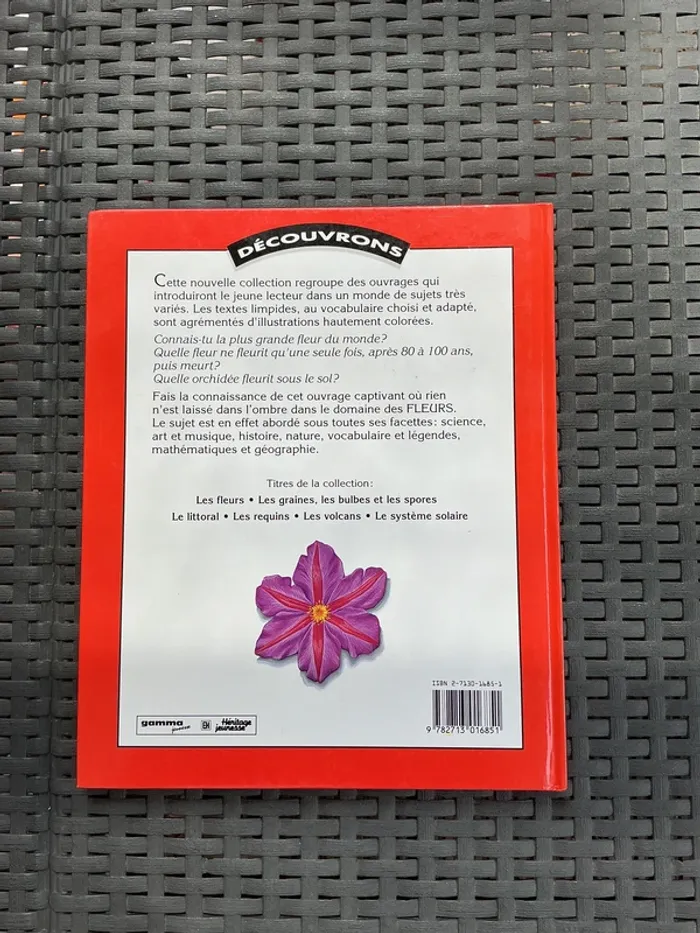 DÉCOUVRONS
Cette nouvelle collection regroupe des ouvrages qui
introduiront le jeune lecteur dans un monde de sujets très
variés. Les textes limpides, au vocabulaire choisi et adapté,
sont agrémentés d'illustrations hautement colorées.
Connais-tu la plus grande fleur du monde?
Quelle fleur ne fleurit qu'une seule fois, après 80 à 100 ans,
puis meurt?
Quelle orchidée fleurit sous le sol?
Fais la connaissance de cet ouvrage captivant où rien
n'est laissé dans l'ombre dans le domaine des FLEURS.
Le sujet est en effet abordé sous toutes ses facettes: science,
art et musique, histoire, nature, vocabulaire et légendes,
mathématiques et géographie.
Titres de la collection:
Les fleurs • Les graines, les bulbes et les spores
Le littoral • Les requins • Les volcans • Le système solaire
ISBN 2-7130-1685-1
9 782713 016851
gamma
jeunesse
Héritage
jeunesse